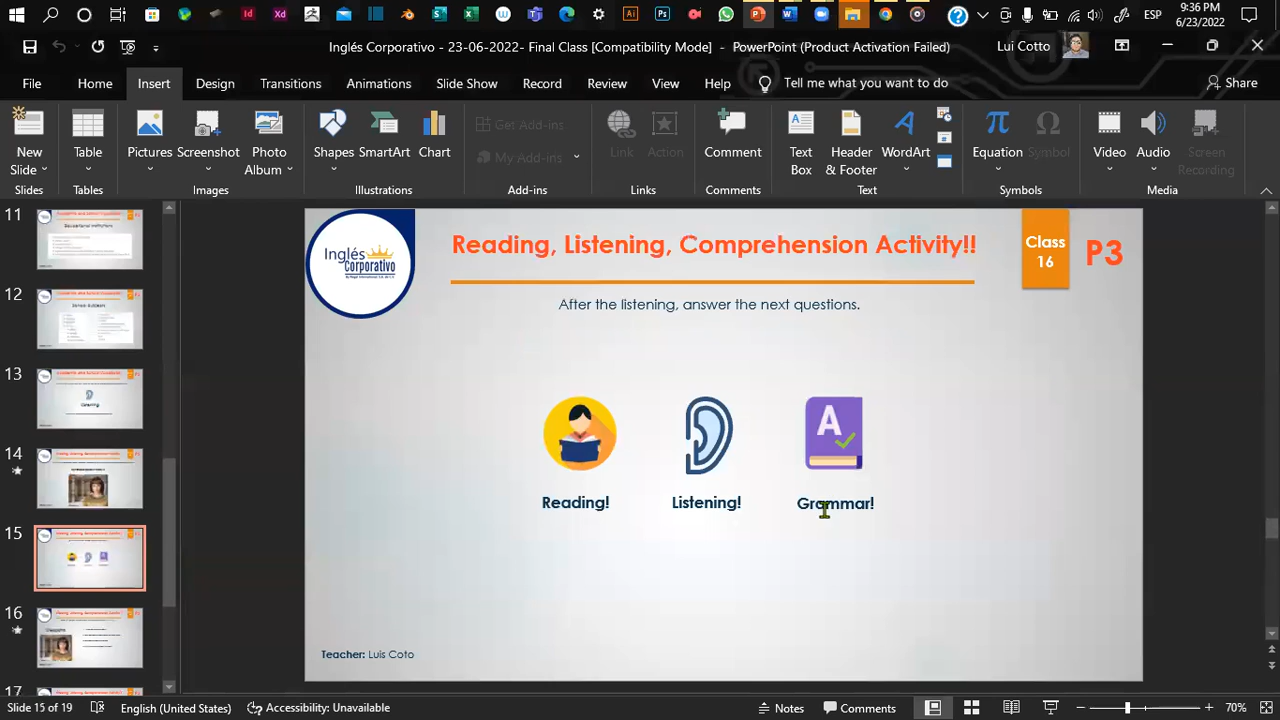 ESP
9:36 PM
6/23/2022
Inglés Corporativo - 23-06-2022- Final Class [Compatibility Mode] - PowerPoint (Product Activation Failed)
Lui Cotto
File Home Insert Design Transitions Animations Slide Show Record Review View Help Tell me what you want to do Share
New Slide
Table
Pictures
Screenshot
Photo Album
Shapes
SmartArt
Chart
Get Add-ins
My Add-ins
Link
Action
Comment
Text Box
Header & Footer
WordArt
Equation
Symbol
Video
Audio
Screen Recording
Slides Tables Images Illustrations Add-ins Links Comments Text Symbols Media
11
13
14
15
16
17
Inglés
Corporativo
Reading, Listening, Comprehension Activity!!
Class
16
P3
After the listening, answer the next questions.
A
Reading! Listening! Grammar!
Teacher: Luis Coto
Slide 15 of 19 English (United States) Accessibility: Unavailable Notes Comments 70%